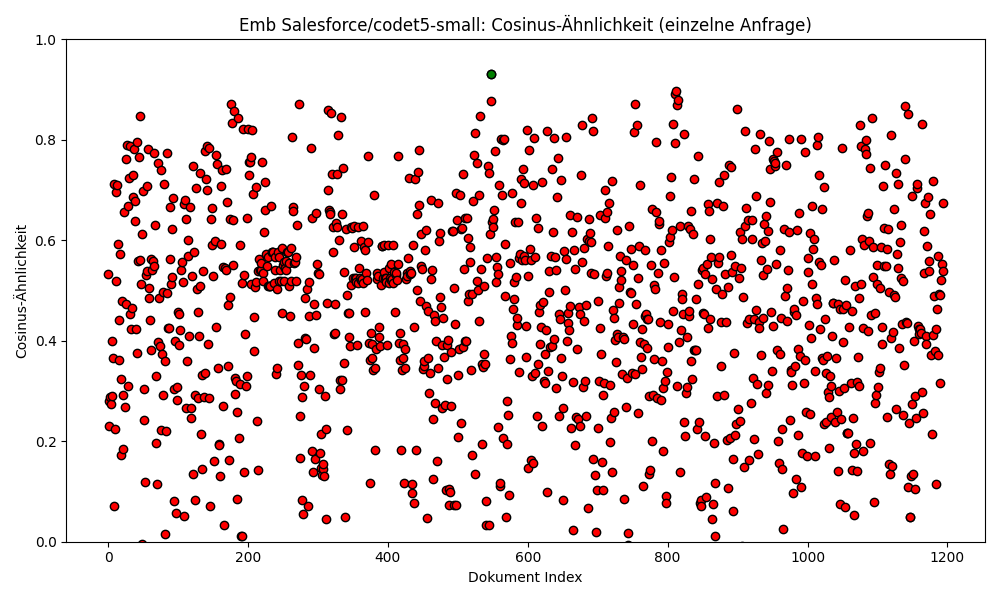 Emb Salesforce/codet5-small: Cosinus-Ähnlichkeit (einzelne Anfrage)
Cosinus-Ähnlichkeit
1.0
0.8
0.6
0.4
0.2
0.0
0 200 400 600 800 1000 1200
Dokument Index